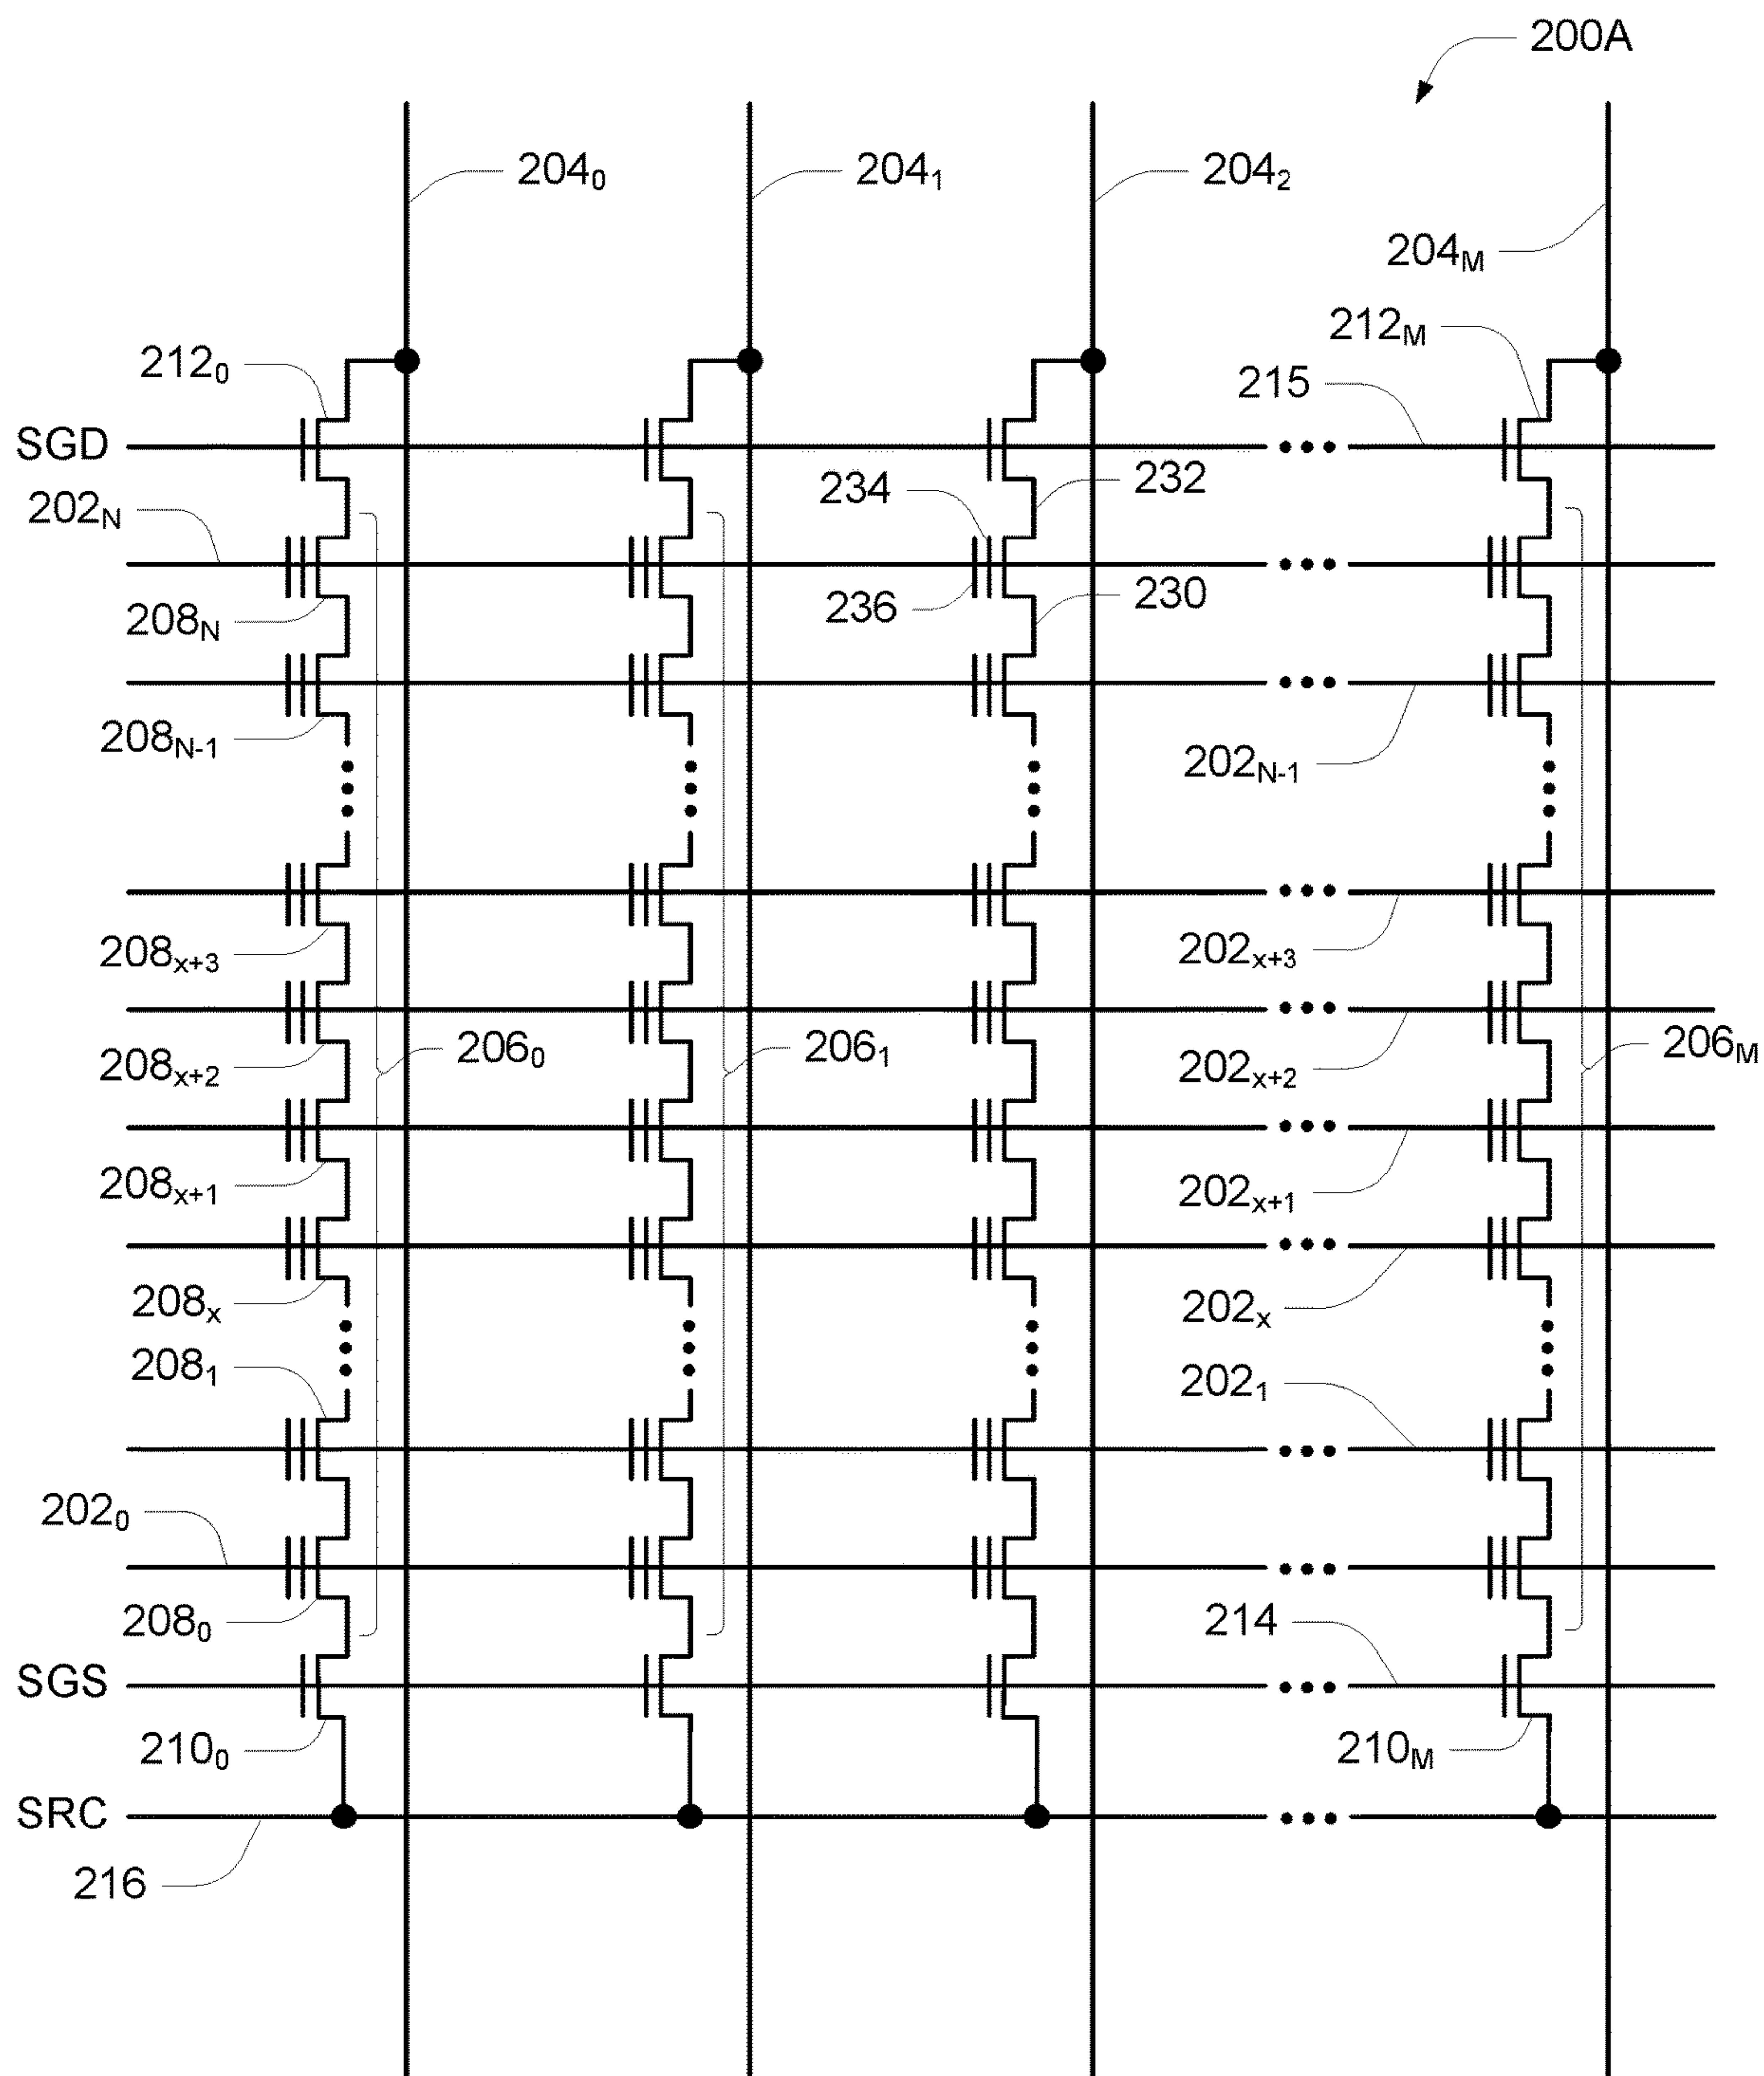 200A
204₀ 204₁ 204₂
204M
212₀ 212M
215
SGD
234 232
202N
236 230
208N
208N-1 202N-1
208x+3 202x+3
208x+2 206₀ 206₁ 202x+2 206M
208x+1 202x+1
208x 202x
208₁ 202₁
202₀
208₀ 214
SGS
210₀ 210M
SRC
216